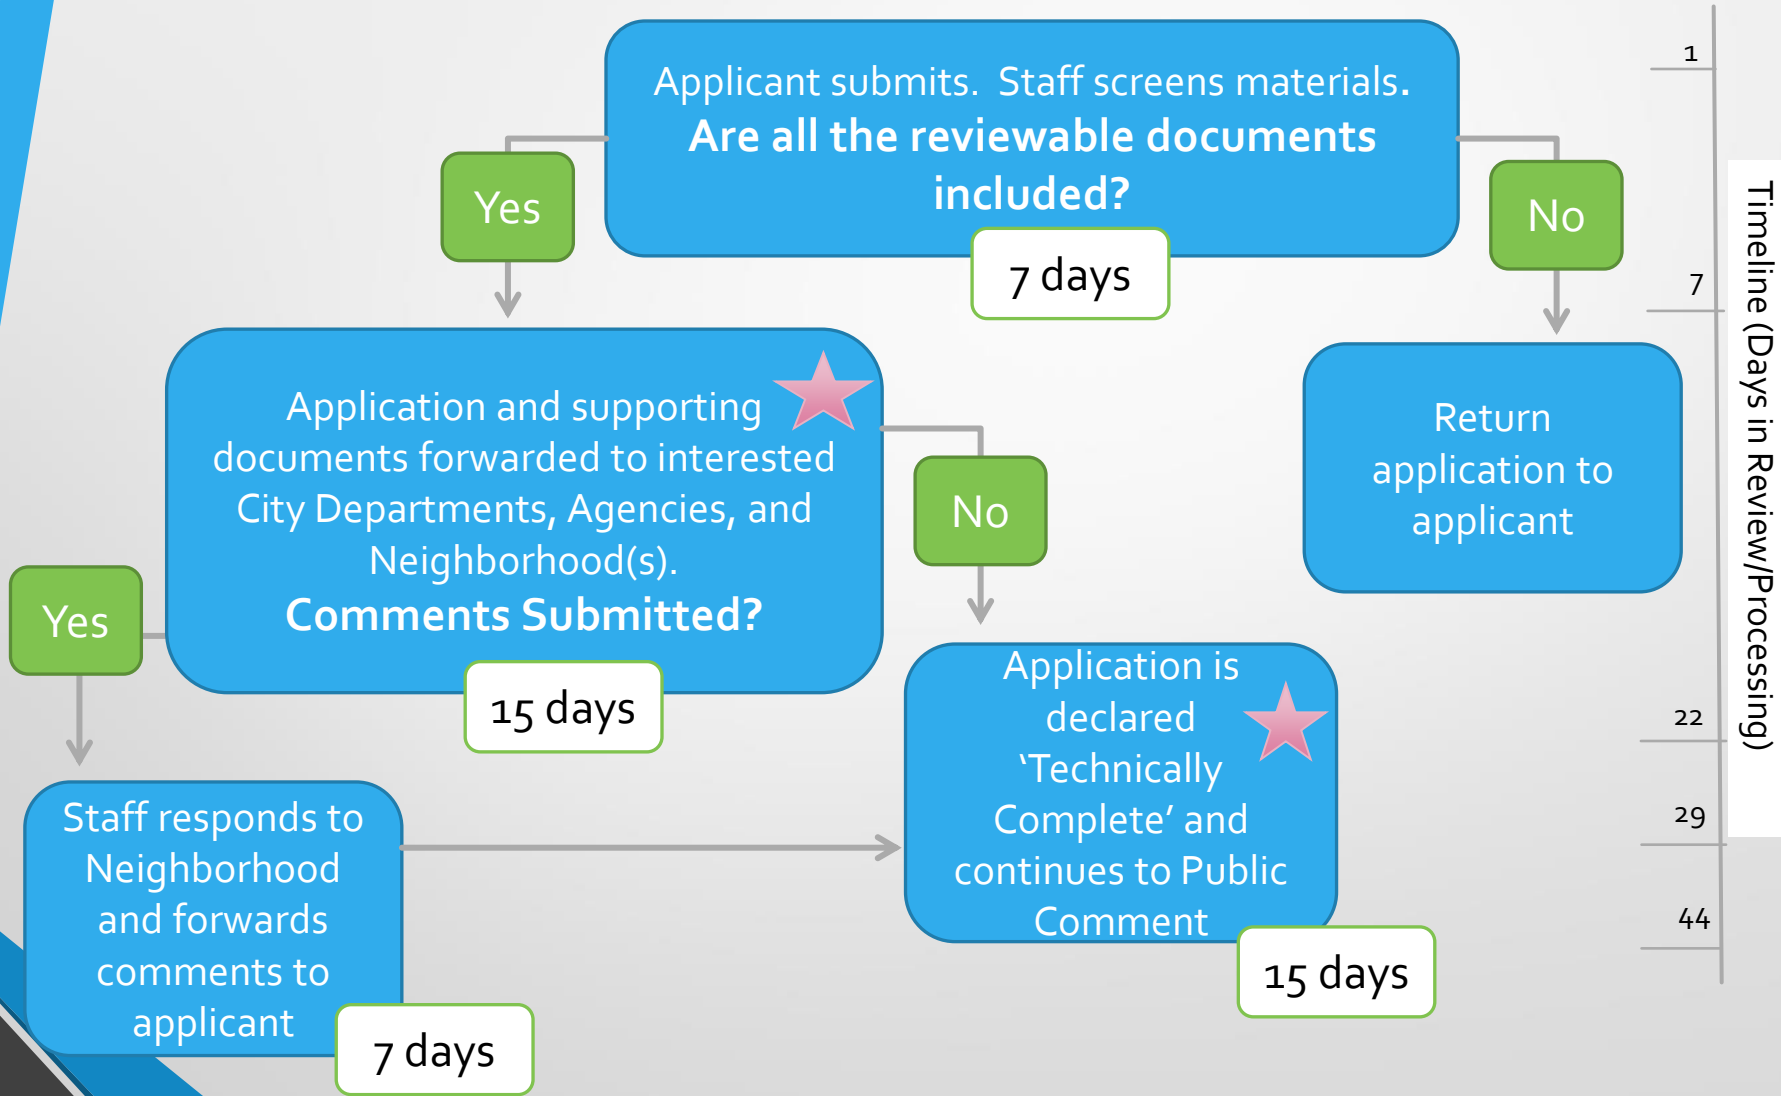 Applicant submits.  Staff screens materials.
Are all the reviewable documents
included?
7 days
Yes
No
Application and supporting
documents forwarded to interested
City Departments, Agencies, and
Neighborhood(s).
Comments Submitted?
15 days
No
Return
application to
applicant
Yes
Application is
declared
‘Technically
Complete’ and
continues to Public
Comment
15 days
Staff responds to
Neighborhood
and forwards
comments to
applicant
7 days
1
7
22
29
44
Timeline (Days in Review/Processing)